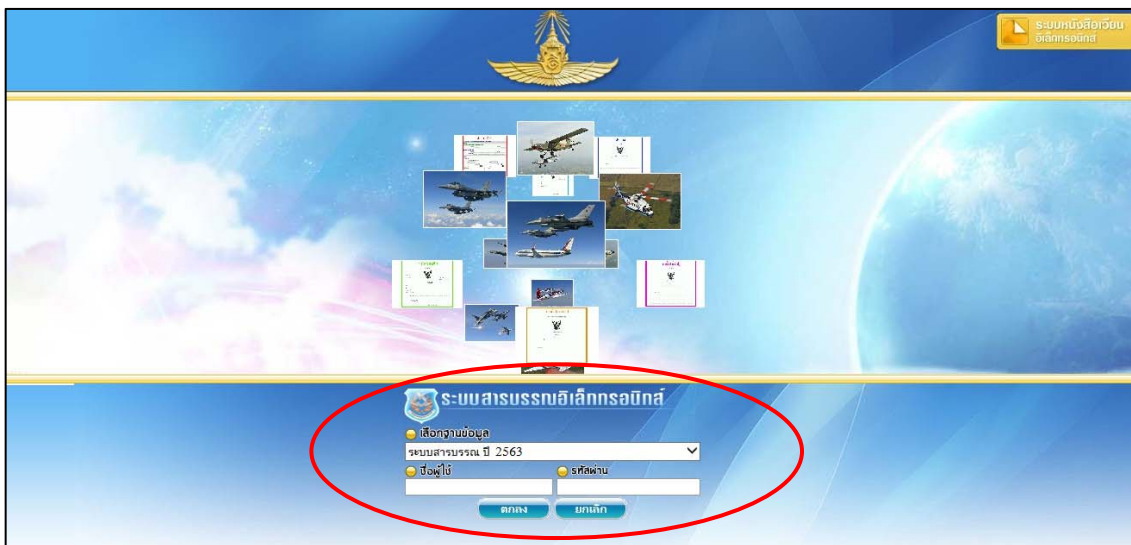 ระบบหนังสือเวียน
อิเล็กทรอนิกส์
ระบบสารบรรณอิเล็กทรอนิกส์
เลือกฐานข้อมูล
ระบบสารบรรณ ปี 2563
ชื่อผู้ใช้ รหัสผ่าน
ตกลง ยกเลิก